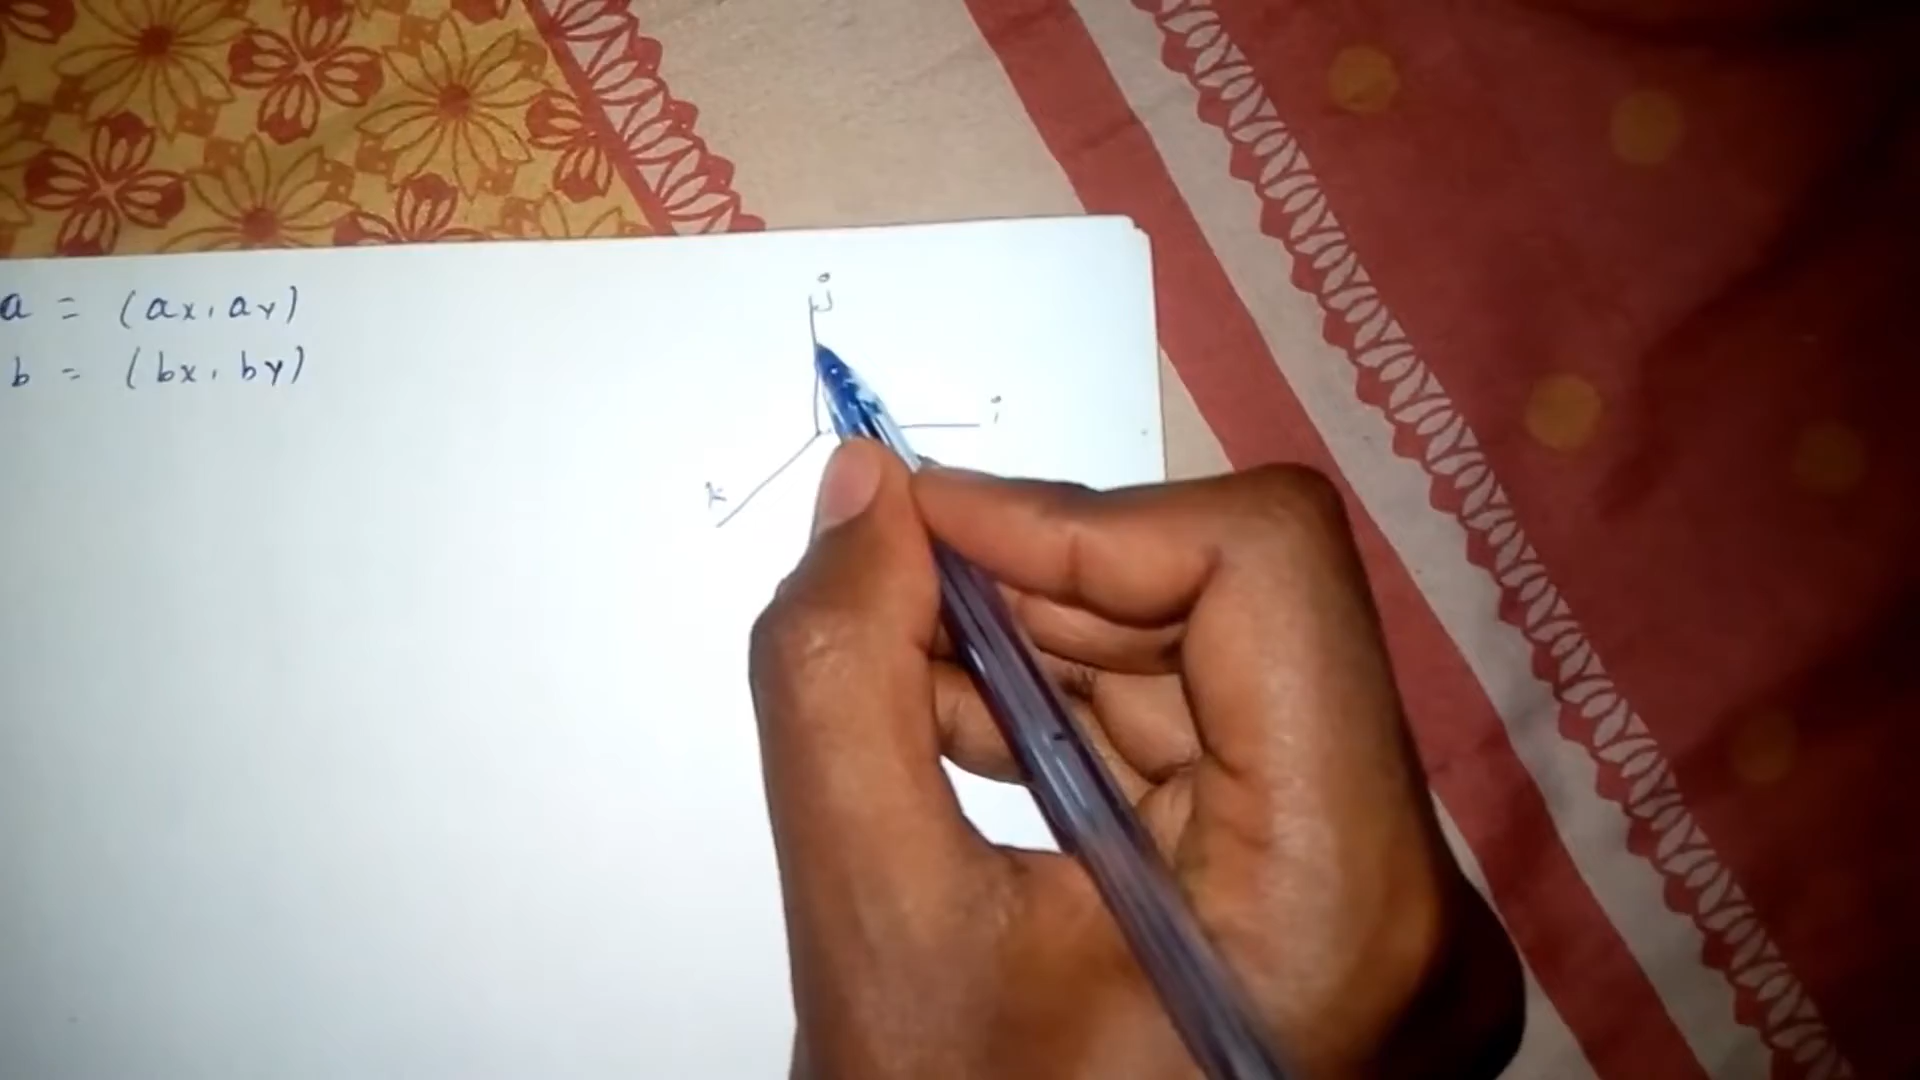 a = (ax, ay)
b = (bx, by)
j
i
k